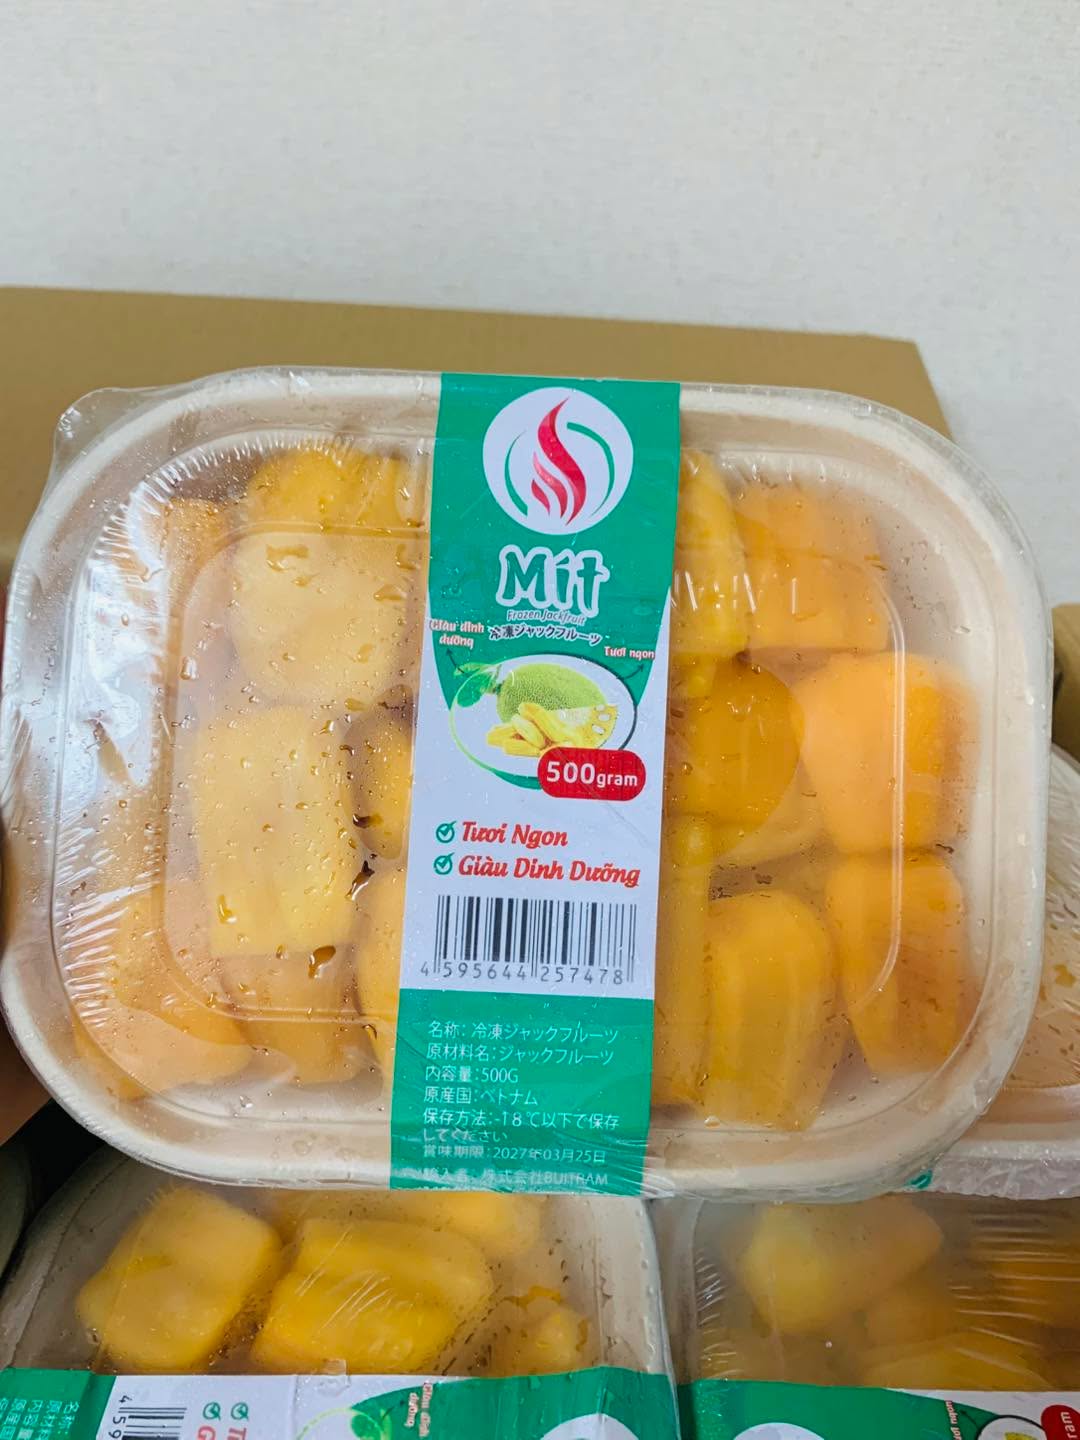 Mít
Frozen Jackfruit
冷凍ジャックフルーツ
Giàu dinh
dưỡng
Tươi ngon
500gram
Tươi Ngon
Giàu Dinh Dưỡng
4 595644 257478
名称: 冷凍ジャックフルーツ
原材料名:ジャックフルーツ
内容量:500G
原産国:ベトナム
保存方法:-18℃以下で保存
してください
賞味期限:2027年03月25日
輸入者: 株式会社BUITRAM